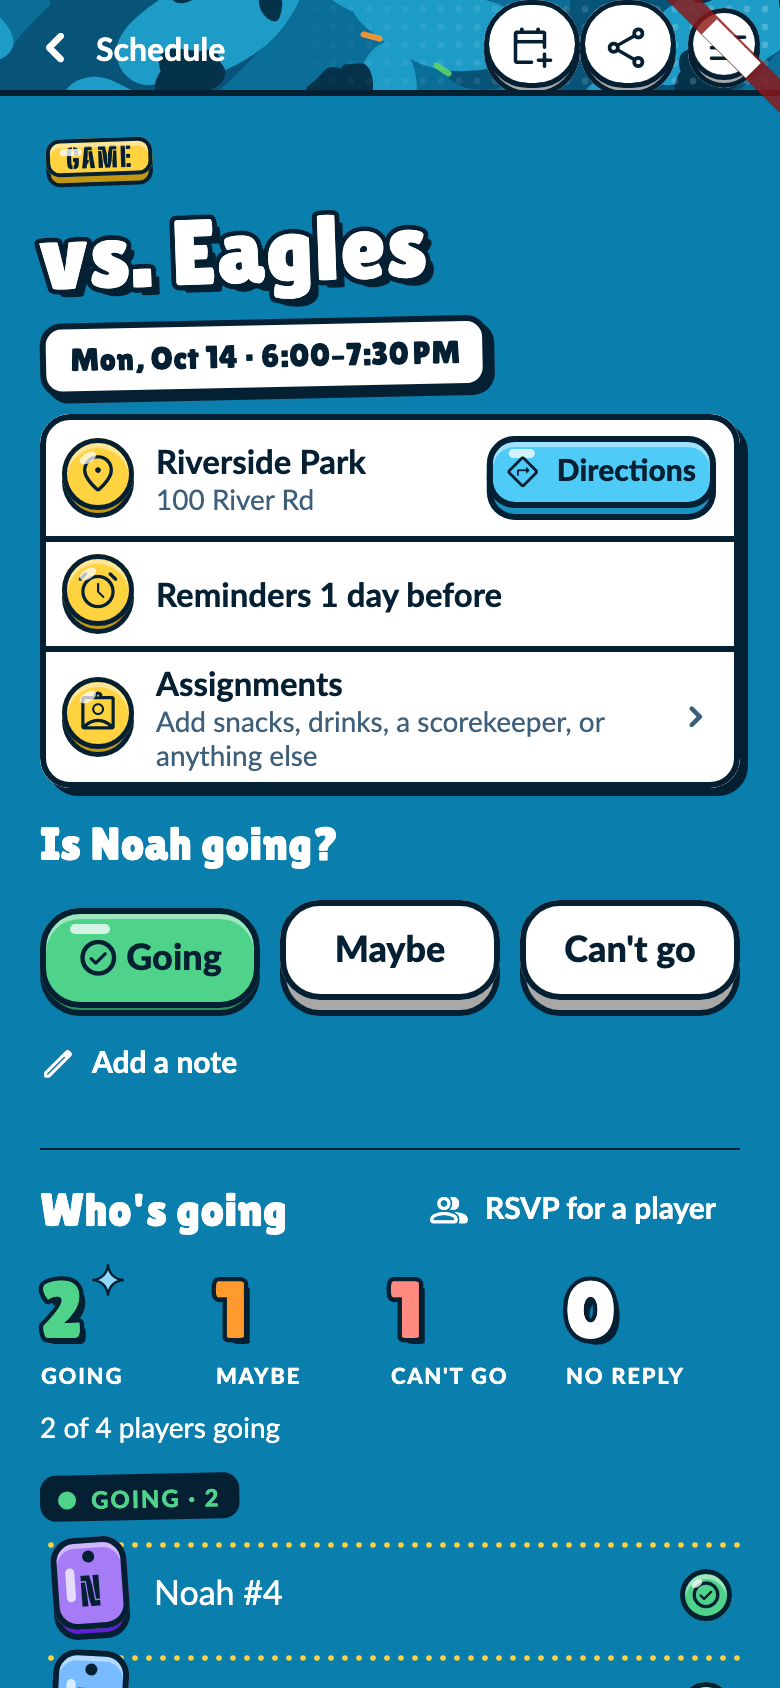 Schedule
GAME
vs. Eagles
Mon, Oct 14 · 6:00–7:30 PM
Riverside Park
100 River Rd
Directions
Reminders 1 day before
Assignments
Add snacks, drinks, a scorekeeper, or
anything else
Is Noah going?
Going
Maybe
Can't go
Add a note
Who's going
RSVP for a player
2
1
1
0
GOING
MAYBE
CAN'T GO
NO REPLY
2 of 4 players going
GOING · 2
N
Noah #4